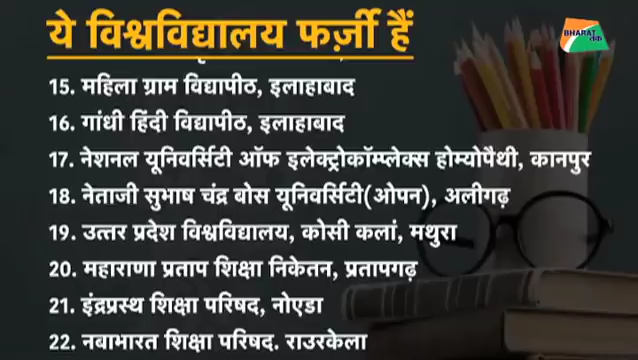 ये विश्वविद्यालय फर्ज़ी हैं
BHARAT
तक
15. महिला ग्राम विद्यापीठ, इलाहाबाद
16. गांधी हिंदी विद्यापीठ, इलाहाबाद
17. नेशनल यूनिवर्सिटी ऑफ इलेक्ट्रोकॉम्प्लेक्स होम्योपैथी, कानपुर
18. नेताजी सुभाष चंद्र बोस यूनिवर्सिटी(ओपन), अलीगढ़
19. उत्तर प्रदेश विश्वविद्यालय, कोसी कलां, मथुरा
20. महाराणा प्रताप शिक्षा निकेतन, प्रतापगढ़
21. इंद्रप्रस्थ शिक्षा परिषद, नोएडा
22. नबाभारत शिक्षा परिषद. राउरकेला